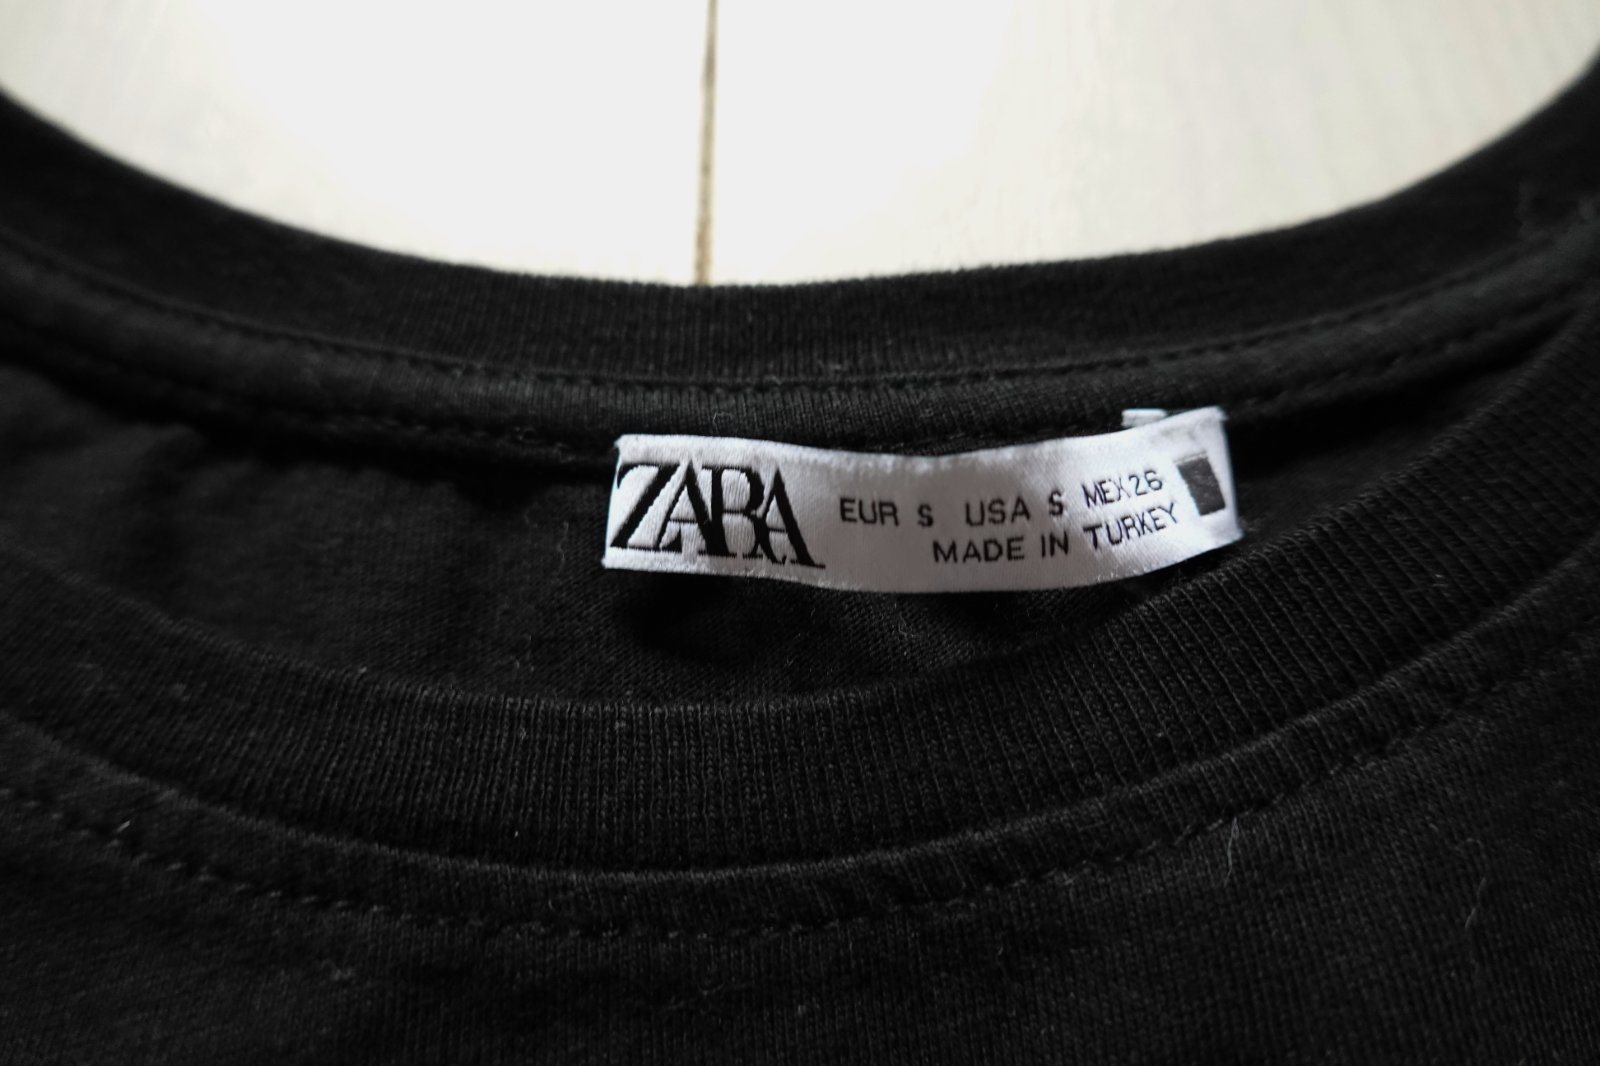 ZARA
EUR S USA S MEX 26
MADE IN TURKEY